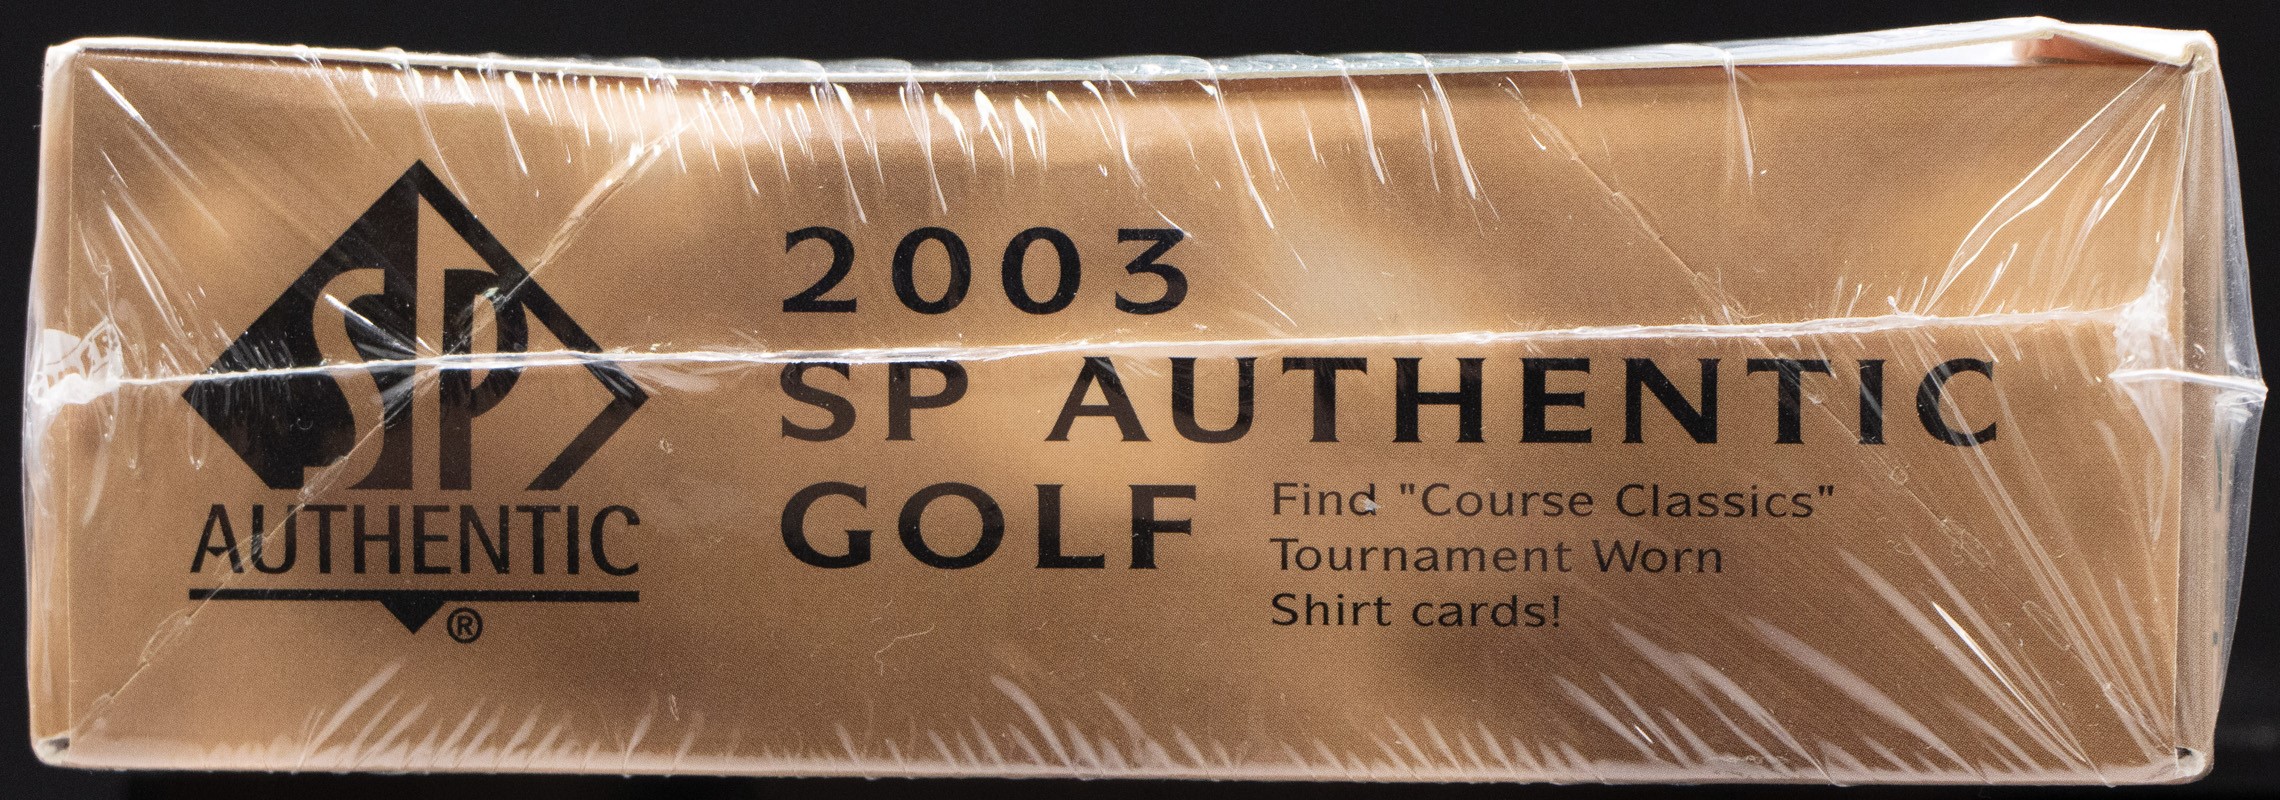 SP
AUTHENTIC
®
2003
SP AUTHENTIC
GOLF
Find "Course Classics"
Tournament Worn
Shirt cards!